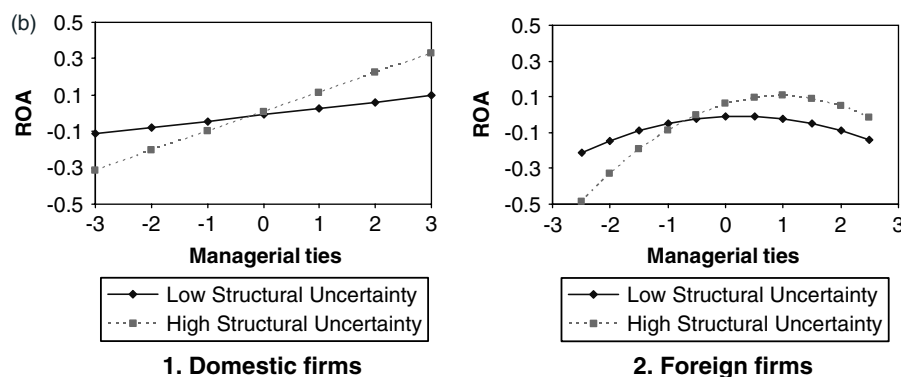 (b)
0.5
0.3
0.1
-0.1
-0.3
-0.5
ROA
-3 -2 -1 0 1 2 3
Managerial ties
Low Structural Uncertainty
High Structural Uncertainty
1. Domestic firms
0.5
0.3
0.1
-0.1
-0.3
-0.5
ROA
-3 -2 -1 0 1 2 3
Managerial ties
Low Structural Uncertainty
High Structural Uncertainty
2. Foreign firms